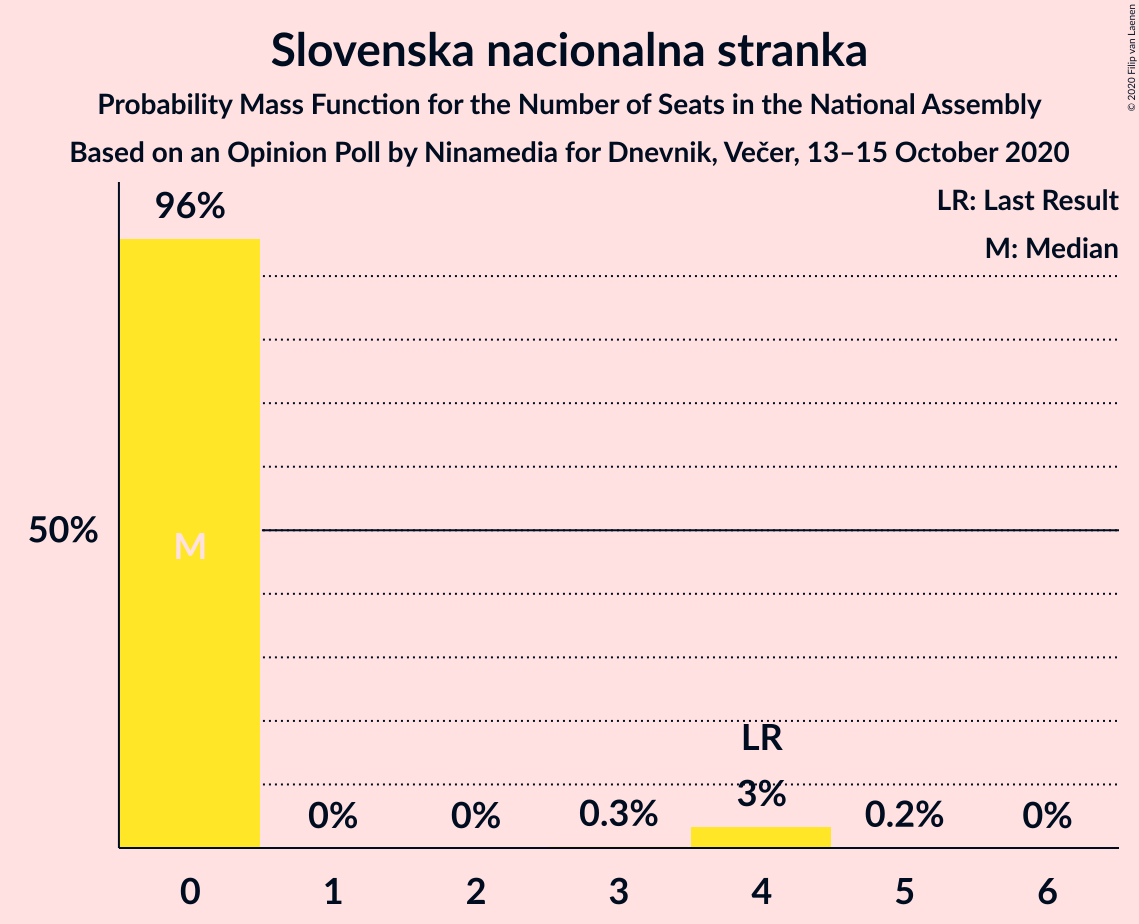 Slovenska nacionalna stranka
Probability Mass Function for the Number of Seats in the National Assembly
Based on an Opinion Poll by Ninamedia for Dnevnik, Večer, 13–15 October 2020
© 2020 Filip van Laenen
LR: Last Result
M: Median
96%
50%
M
LR
0% 0% 0.3% 3% 0.2% 0%
0 1 2 3 4 5 6